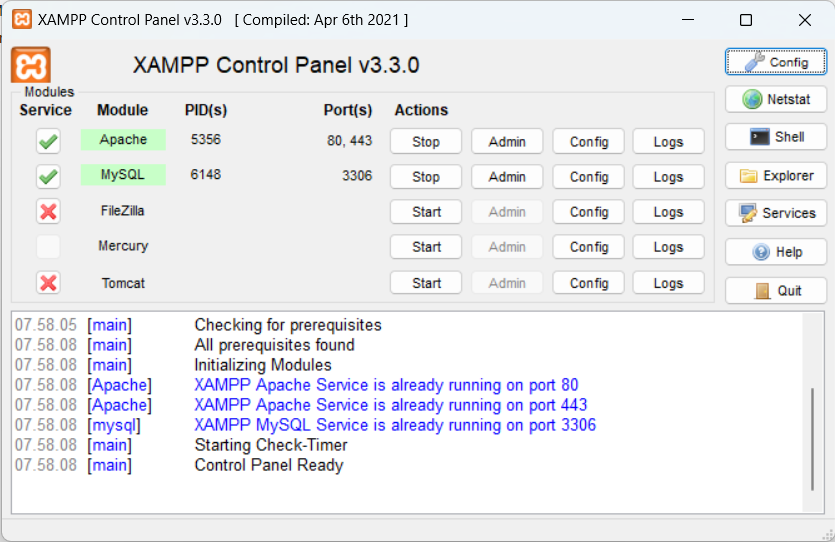 XAMPP Control Panel v3.3.0 [ Compiled: Apr 6th 2021 ]
XAMPP Control Panel v3.3.0
Config
Modules
Service Module PID(s) Port(s) Actions
Netstat
Apache 5356 80, 443 Stop Admin Config Logs
Shell
MySQL 6148 3306 Stop Admin Config Logs
Explorer
FileZilla Start Admin Config Logs
Services
Mercury Start Admin Config Logs
Help
Tomcat Start Admin Config Logs
Quit
07.58.05 [main] Checking for prerequisites
07.58.08 [main] All prerequisites found
07.58.08 [main] Initializing Modules
07.58.08 [Apache] XAMPP Apache Service is already running on port 80
07.58.08 [Apache] XAMPP Apache Service is already running on port 443
07.58.08 [mysql] XAMPP MySQL Service is already running on port 3306
07.58.08 [main] Starting Check-Timer
07.58.08 [main] Control Panel Ready